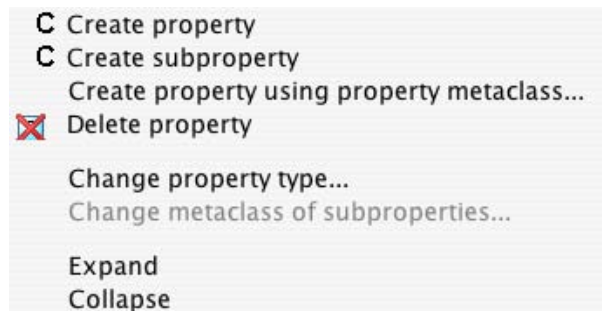 C Create property
C Create subproperty
Create property using property metaclass...
Delete property
Change property type...
Change metaclass of subproperties...
Expand
Collapse